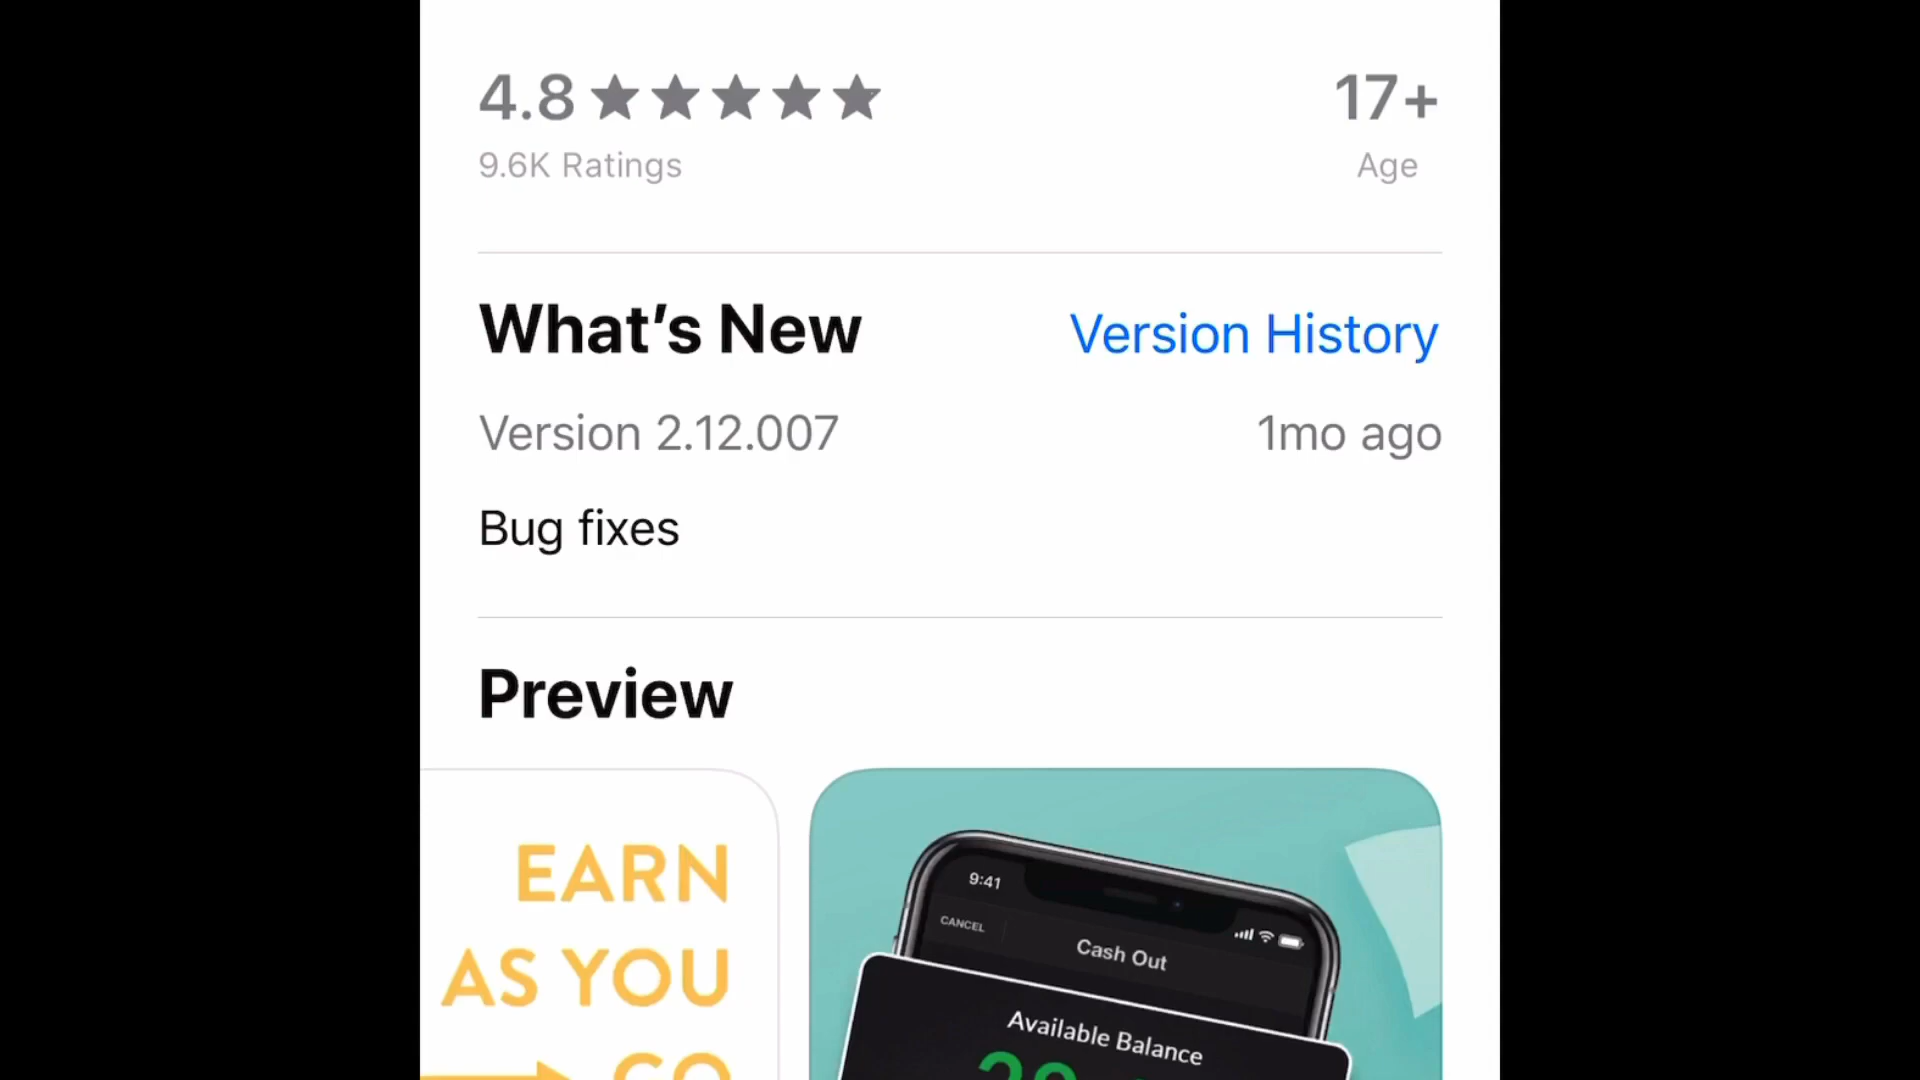 4.8 ★★★★★
17+
9.6K Ratings
Age
What’s New
Version History
Version 2.12.007
1mo ago
Bug fixes
Preview
EARN
AS YOU
GO
9:41
CANCEL
Cash Out
Available Balance